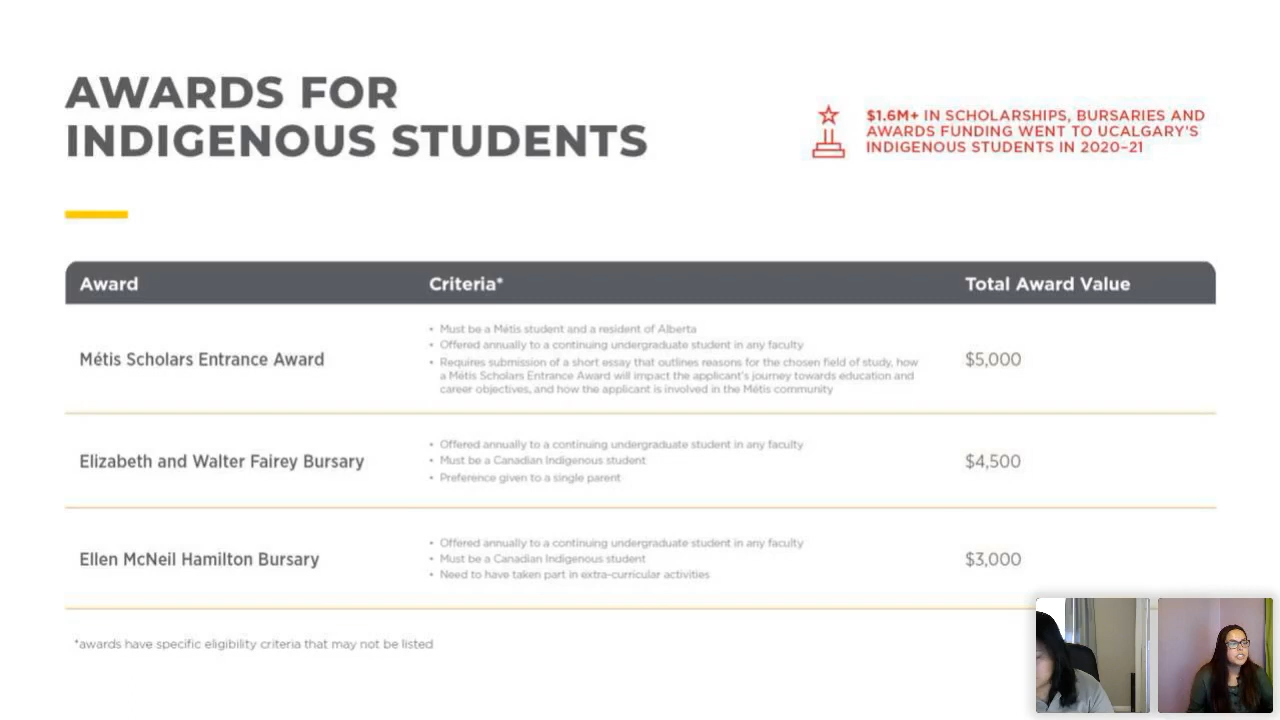 AWARDS FOR
INDIGENOUS STUDENTS
$1.6M+ IN SCHOLARSHIPS, BURSARIES AND
AWARDS FUNDING WENT TO UCALGARY'S
INDIGENOUS STUDENTS IN 2020–21
Award
Criteria*
Total Award Value
Métis Scholars Entrance Award
• Must be a Métis student and a resident of Alberta
• Offered annually to a continuing undergraduate student in any faculty
• Requires submission of a short essay that outlines reasons for the chosen field of study, how
a Métis Scholars Entrance Award will impact the applicant's journey towards education and
career objectives, and how the applicant is involved in the Métis community
$5,000
Elizabeth and Walter Fairey Bursary
• Offered annually to a continuing undergraduate student in any faculty
• Must be a Canadian Indigenous student
• Preference given to a single parent
$4,500
Ellen McNeil Hamilton Bursary
• Offered annually to a continuing undergraduate student in any faculty
• Must be a Canadian Indigenous student
• Need to have taken part in extra-curricular activities
$3,000
*awards have specific eligibility criteria that may not be listed